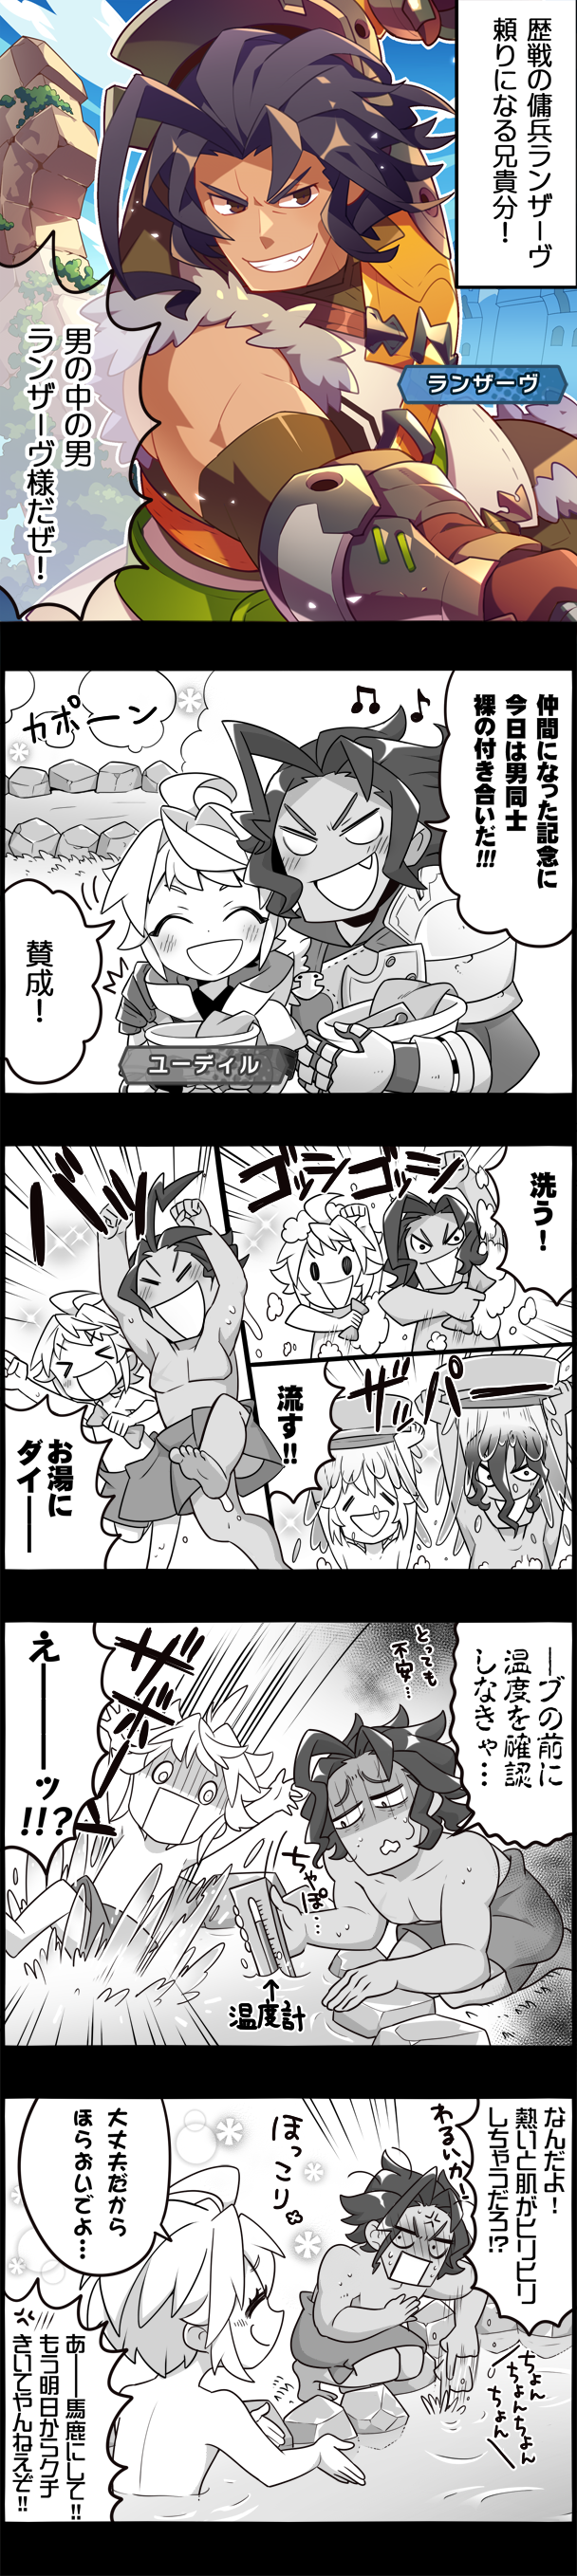 歴戦の傭兵ランザーヴ
頼りになる兄貴分!
ランザーヴ
男の中の男
ランザーヴ様だぜ!
仲間になった記念に
今日は男同士
裸の付き合いだ!!!
カポーン
賛成!
ユーディル
洗う!
ゴッシゴッシ
流す!!
ザッパー
バッ
お湯に
ダイ――
―ブの前に
温度を確認
しなきゃ…
とっても
不安…
ちゃぽ…
↑
温度計
ザバーン
え――ッ
!!?
なんだよ!
熱いと肌がヒリヒリ
しちゃうだろ!?
わるいか!
ちょん
ちょんちょん
ちょん
ほっこり
大丈夫だから
ほらおいでよ…
あ――馬鹿にして!!
もう明日からクチ
きいてやんねえぞ!!